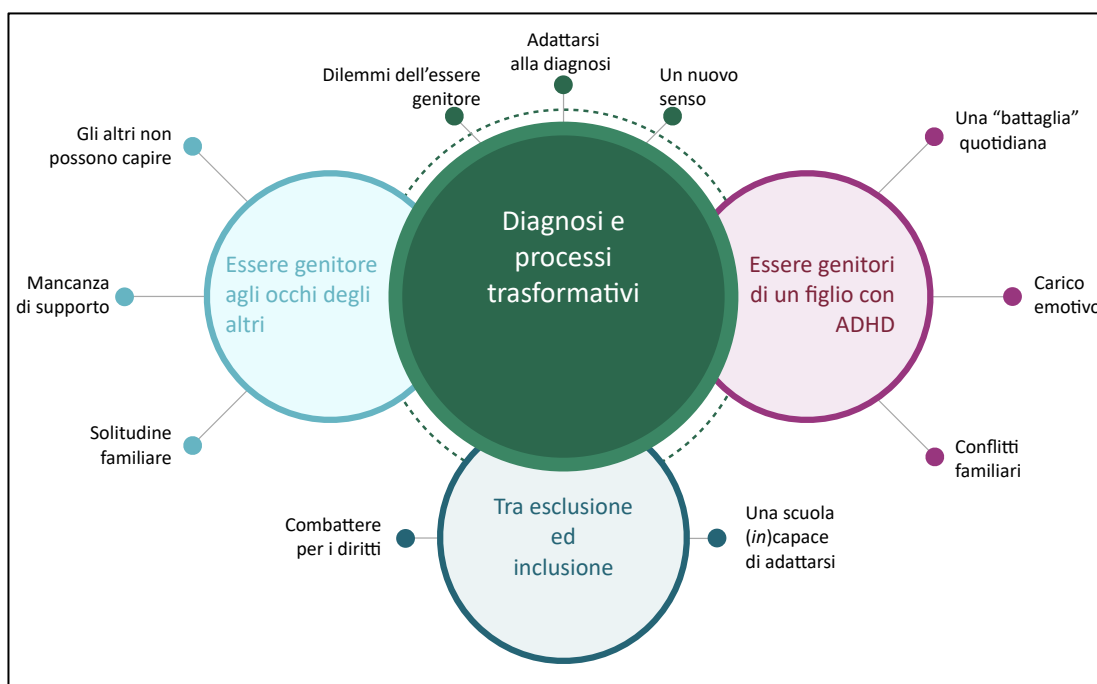 Adattarsi
alla diagnosi
Dilemmi dell'essere
genitore
Un nuovo
senso
Gli altri non
possono capire
Una “battaglia”
quotidiana
Diagnosi e
processi
trasformativi
Essere genitore
agli occhi degli
altri
Essere genitori
di un figlio con
ADHD
Mancanza
di supporto
Carico
emotivo
Solitudine
familiare
Conflitti
familiari
Tra esclusione
ed
inclusione
Combattere
per i diritti
Una scuola
(in)capace
di adattarsi